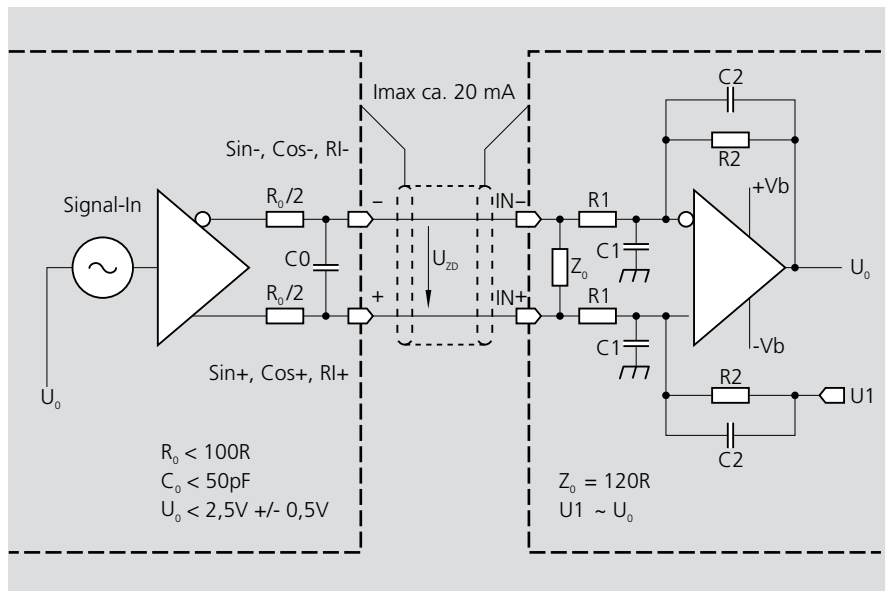 Imax ca. 20 mA
C2
Sin-, Cos-, RI-
R2
+Vb
Signal-In
R₀/2
–
IN–
R1
C0
U_ZD
C1
Z₀
U₀
R₀/2
+
IN+
R1
C1
-Vb
Sin+, Cos+, RI+
R2
U1
U₀
C2
R₀ < 100R
C₀ < 50pF
U₀ < 2,5V +/- 0,5V
Z₀ = 120R
U1 ~ U₀